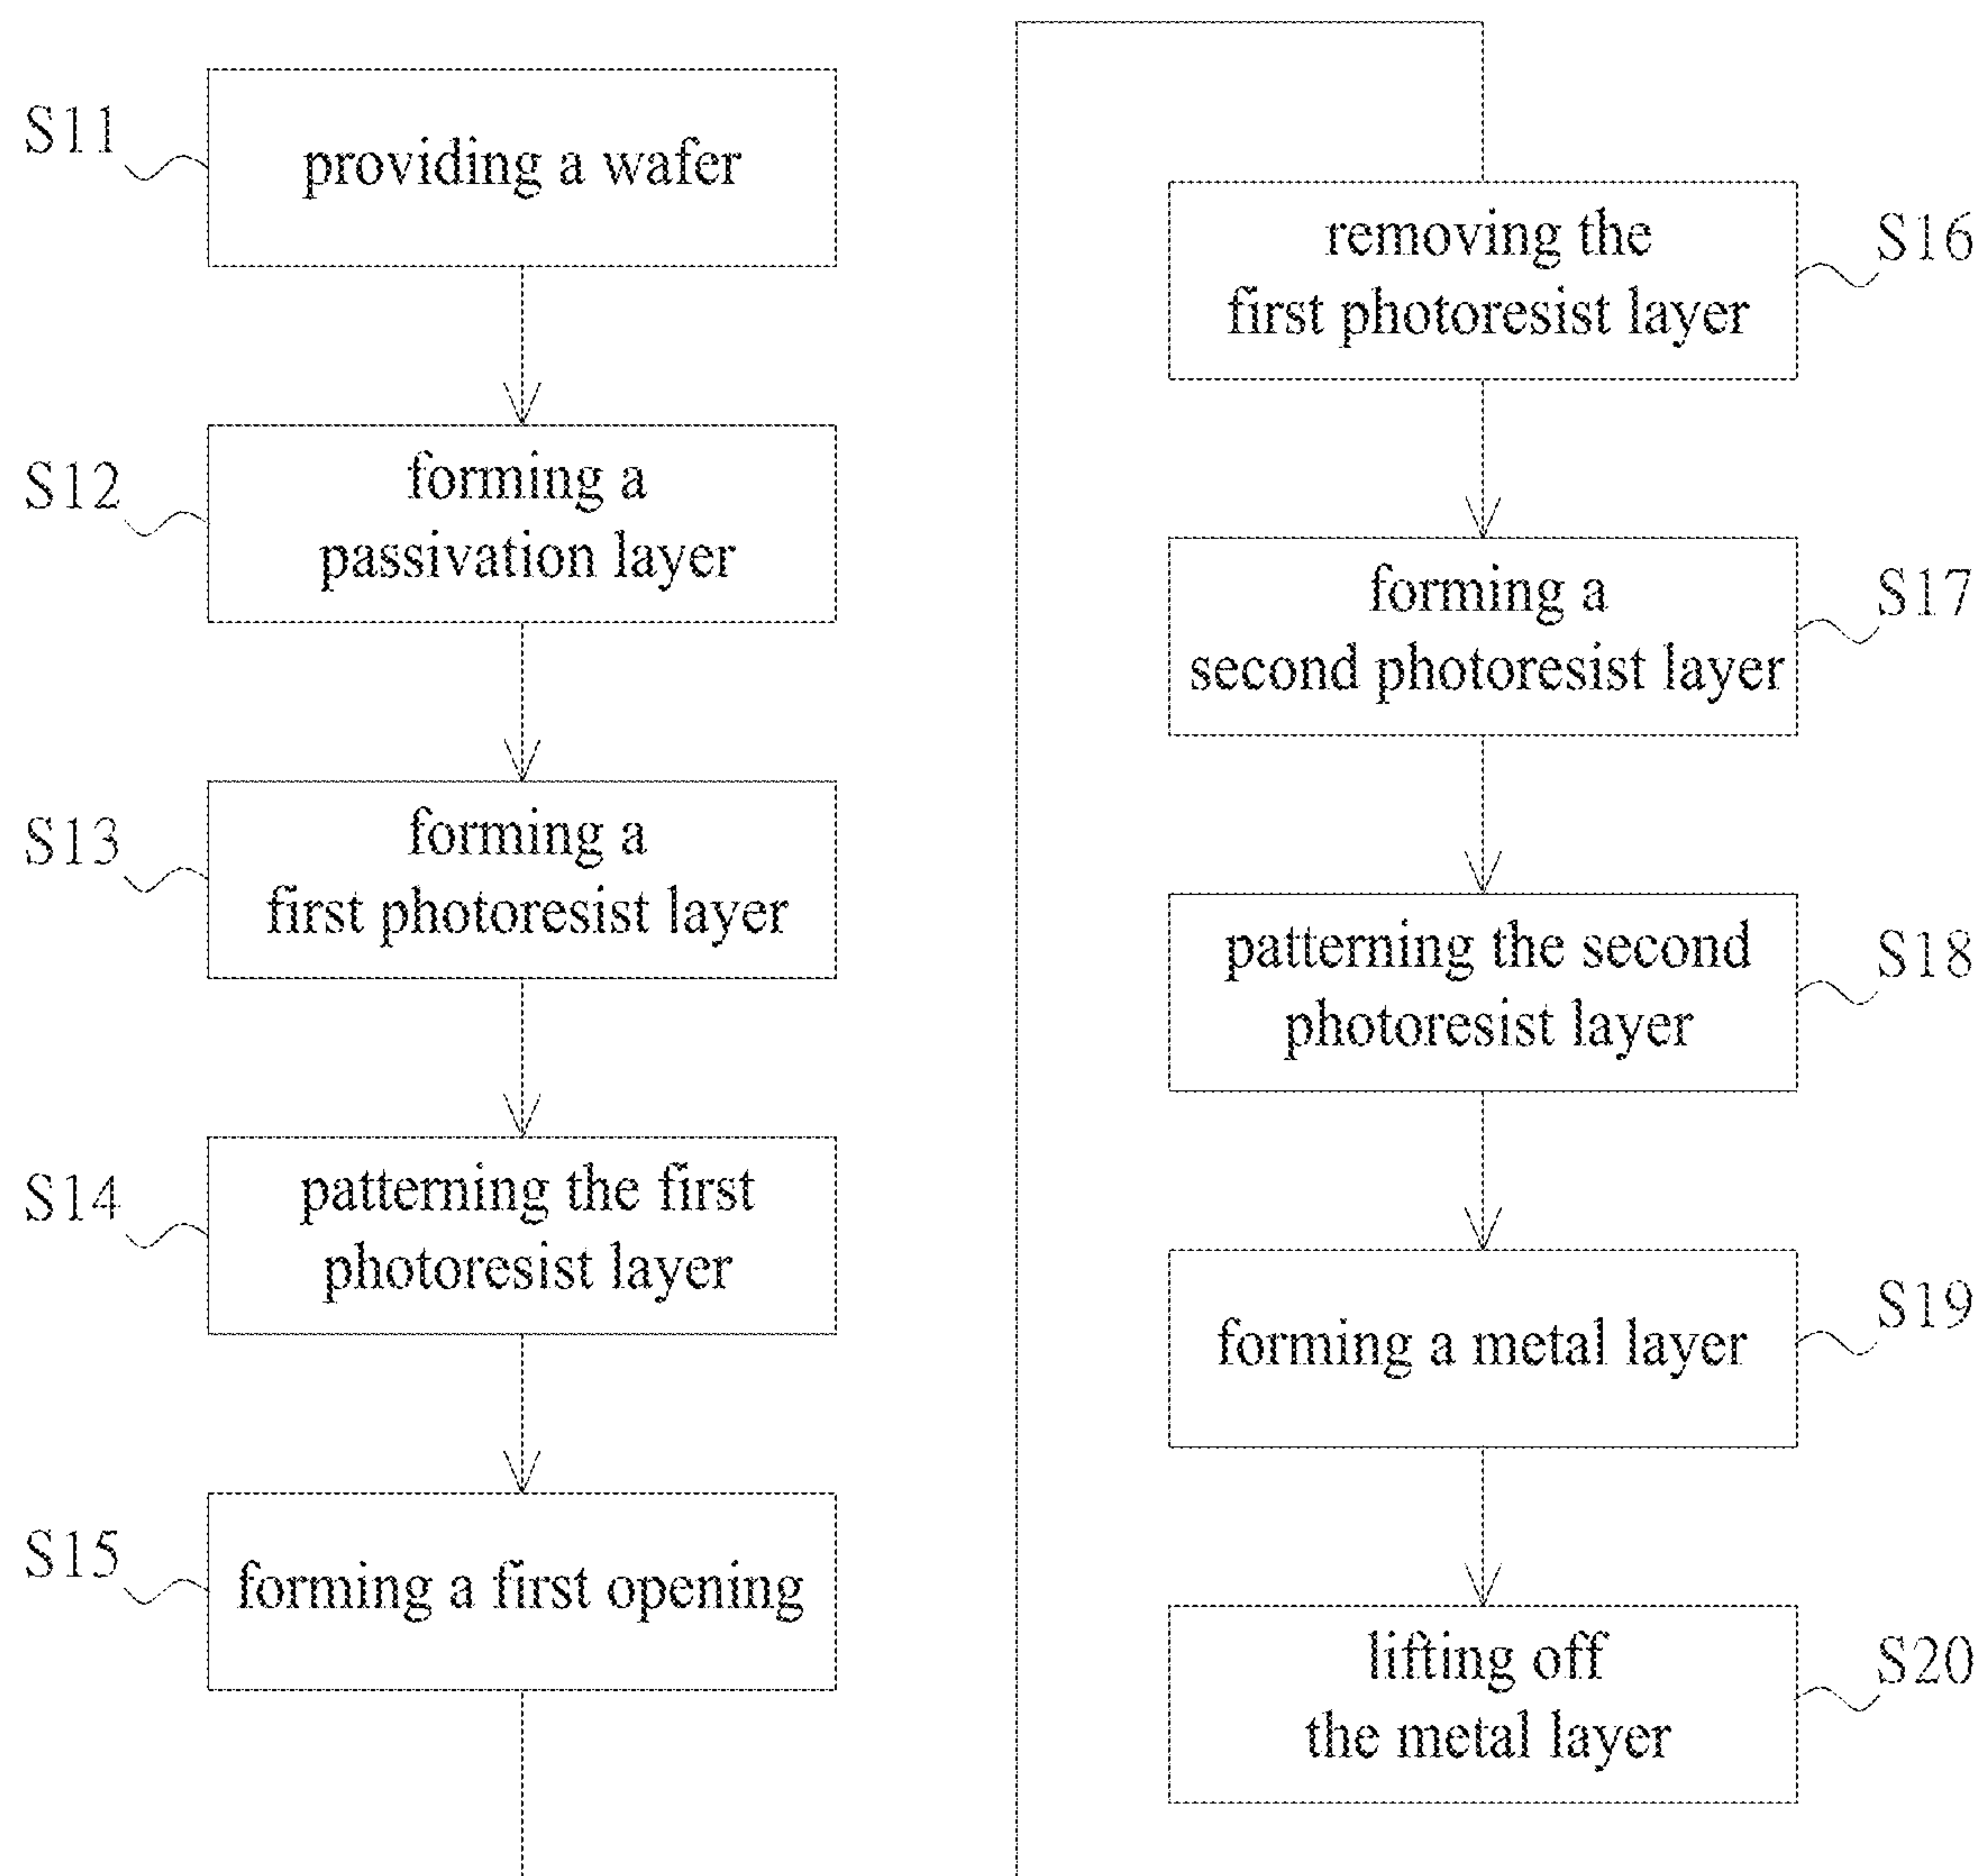 S11
providing a wafer
S12
forming a
passivation layer
S13
forming a
first photoresist layer
S14
patterning the first
photoresist layer
S15
forming a first opening
removing the
first photoresist layer
S16
forming a
second photoresist layer
S17
patterning the second
photoresist layer
S18
forming a metal layer
S19
lifting off
the metal layer
S20